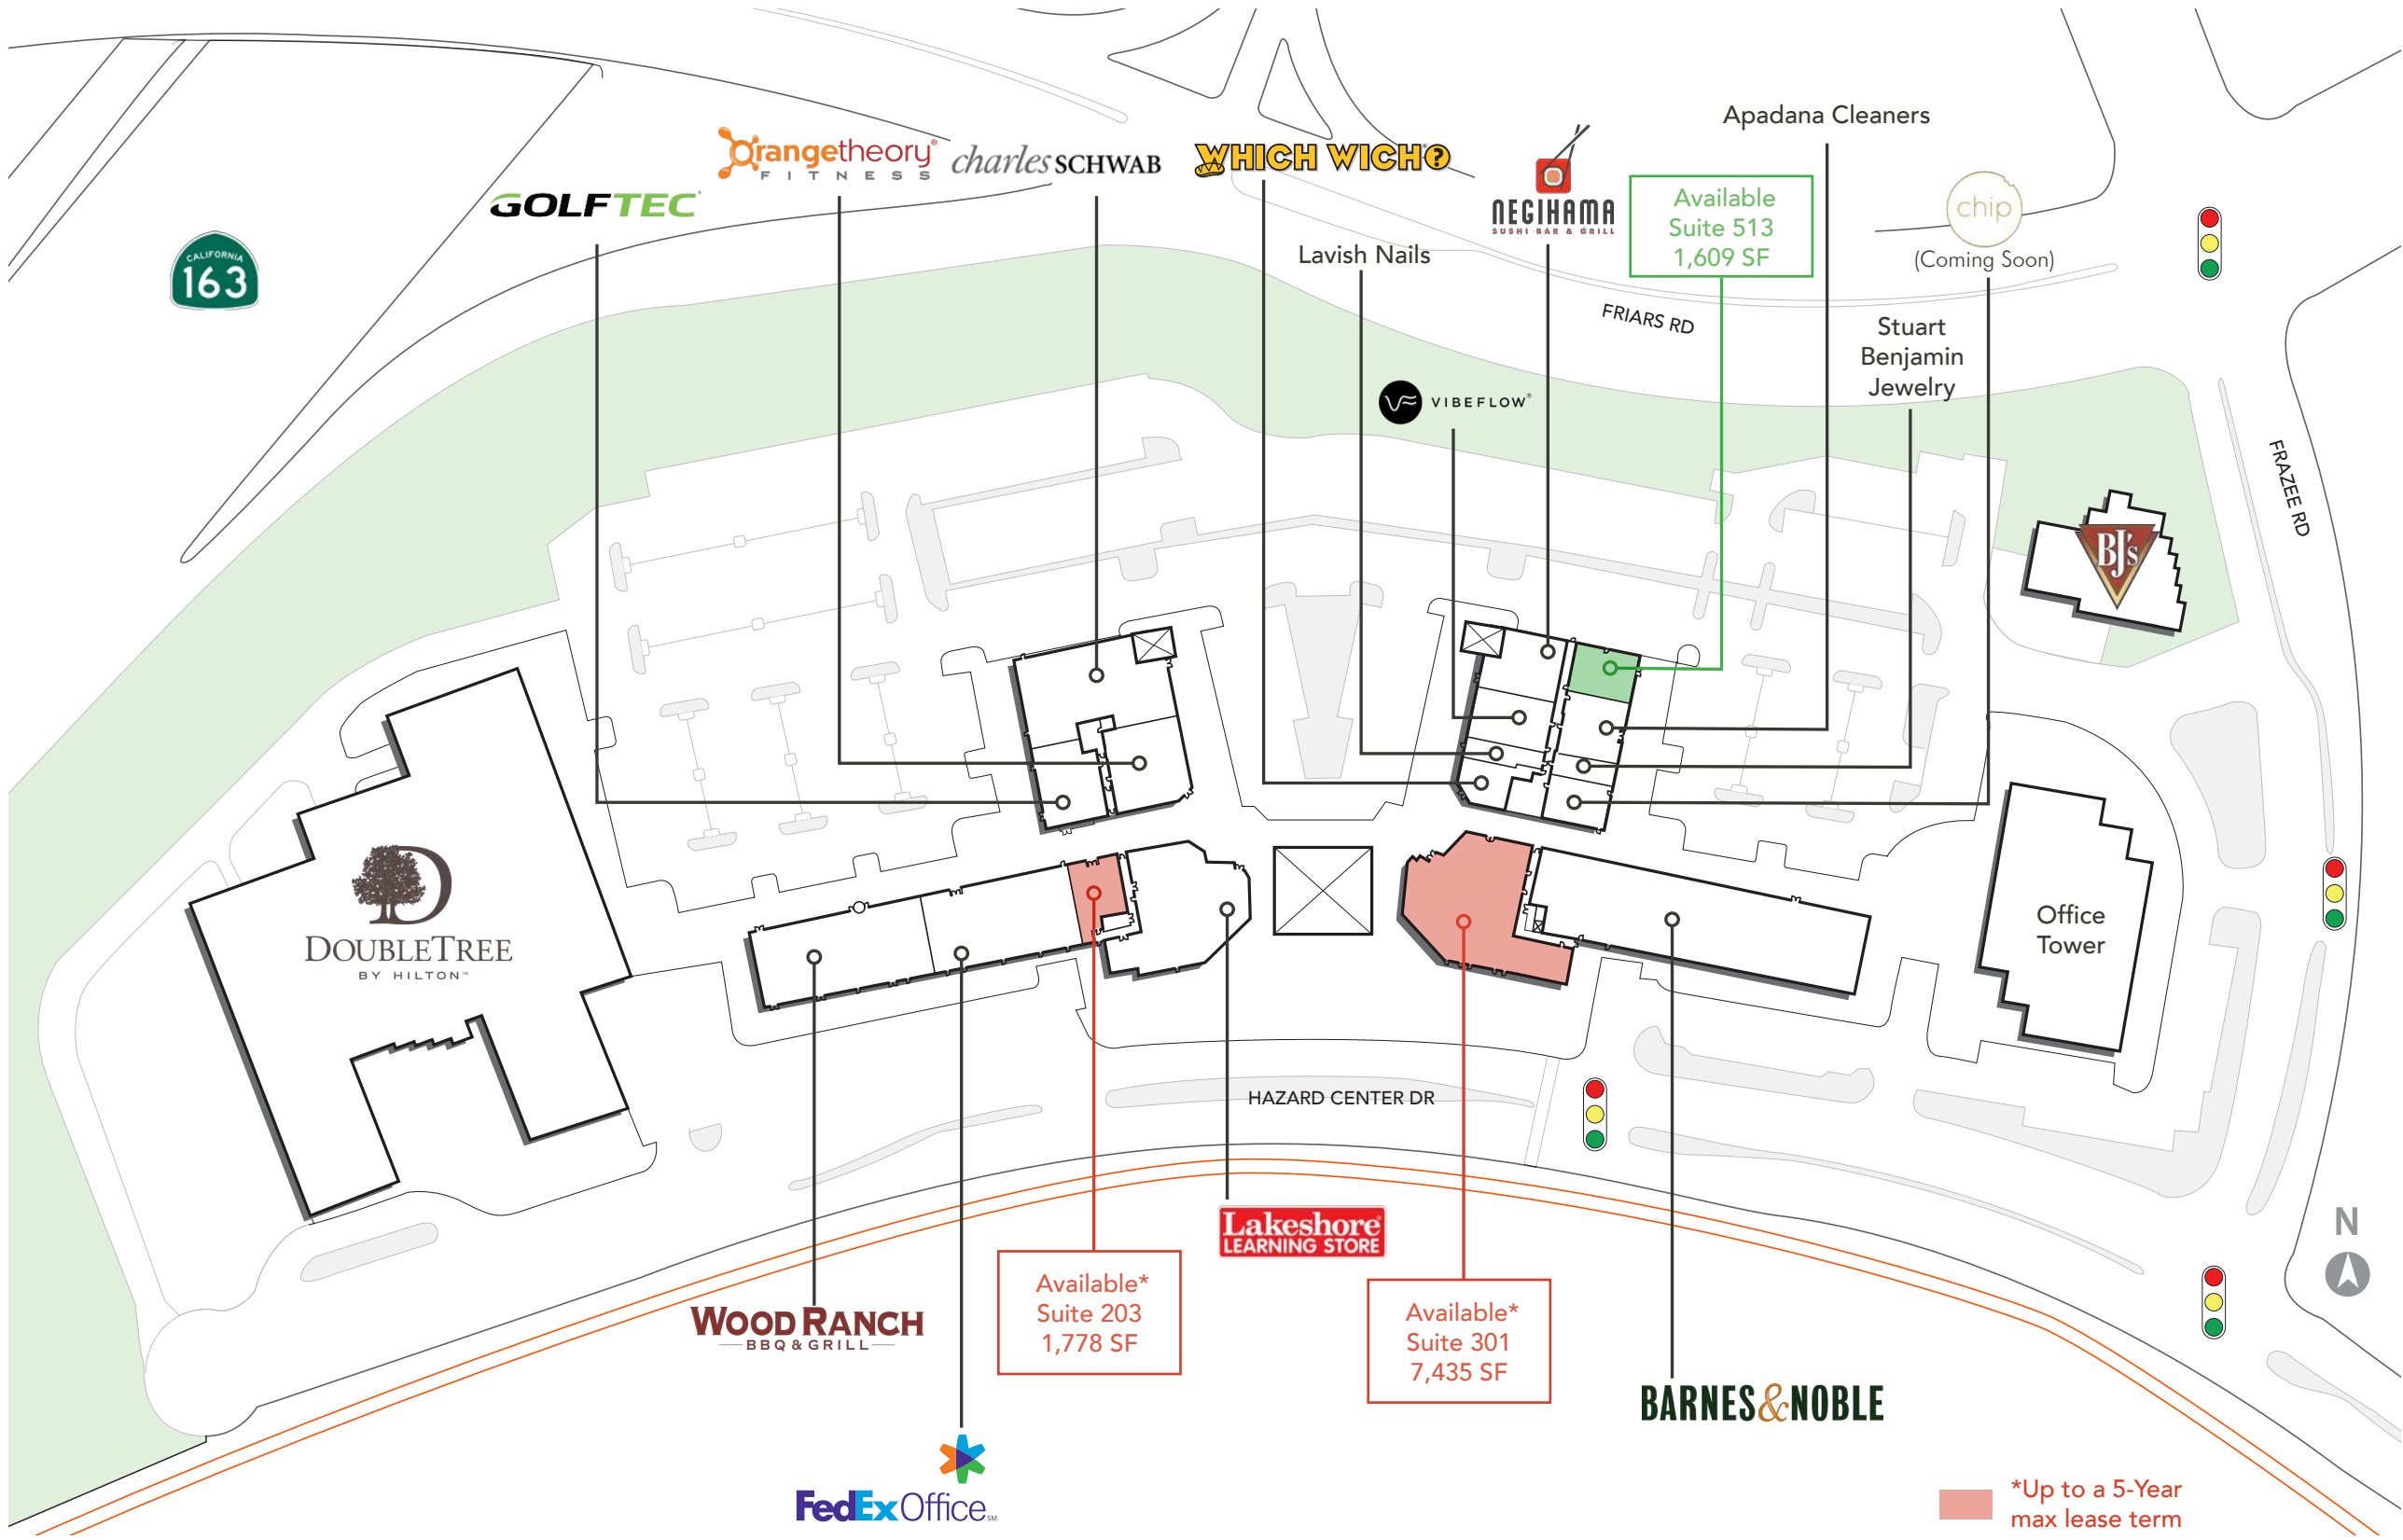 Apadana Cleaners
Orangetheory®
FITNESS
charles SCHWAB
WHICH WICH®?
NEGIHAMA
SUSHI BAR & GRILL
Available
Suite 513
1,609 SF
chip
(Coming Soon)
GOLFTEC
CALIFORNIA
163
Lavish Nails
FRIARS RD
Stuart
Benjamin
Jewelry
VIBEFLOW®
FRAZEE RD
BJ's
D
DOUBLETREE
BY HILTON™
Office
Tower
HAZARD CENTER DR
Lakeshore®
LEARNING STORE
N
Available*
Suite 203
1,778 SF
Available*
Suite 301
7,435 SF
WOOD RANCH
BBQ & GRILL
BARNES&NOBLE
FedEx Office SM
*Up to a 5-Year
max lease term